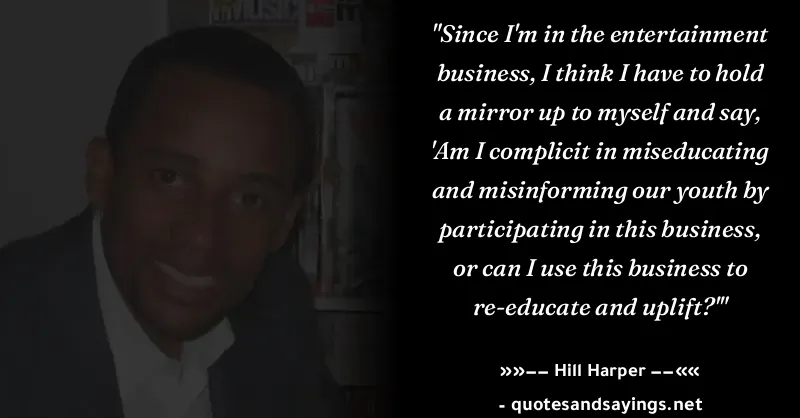 MUSIC
"Since I'm in the entertainment
business, I think I have to hold
a mirror up to myself and say,
'Am I complicit in miseducating
and misinforming our youth by
participating in this business,
or can I use this business to
re-educate and uplift?'"
»»–– Hill Harper ––««
- quotesandsayings.net